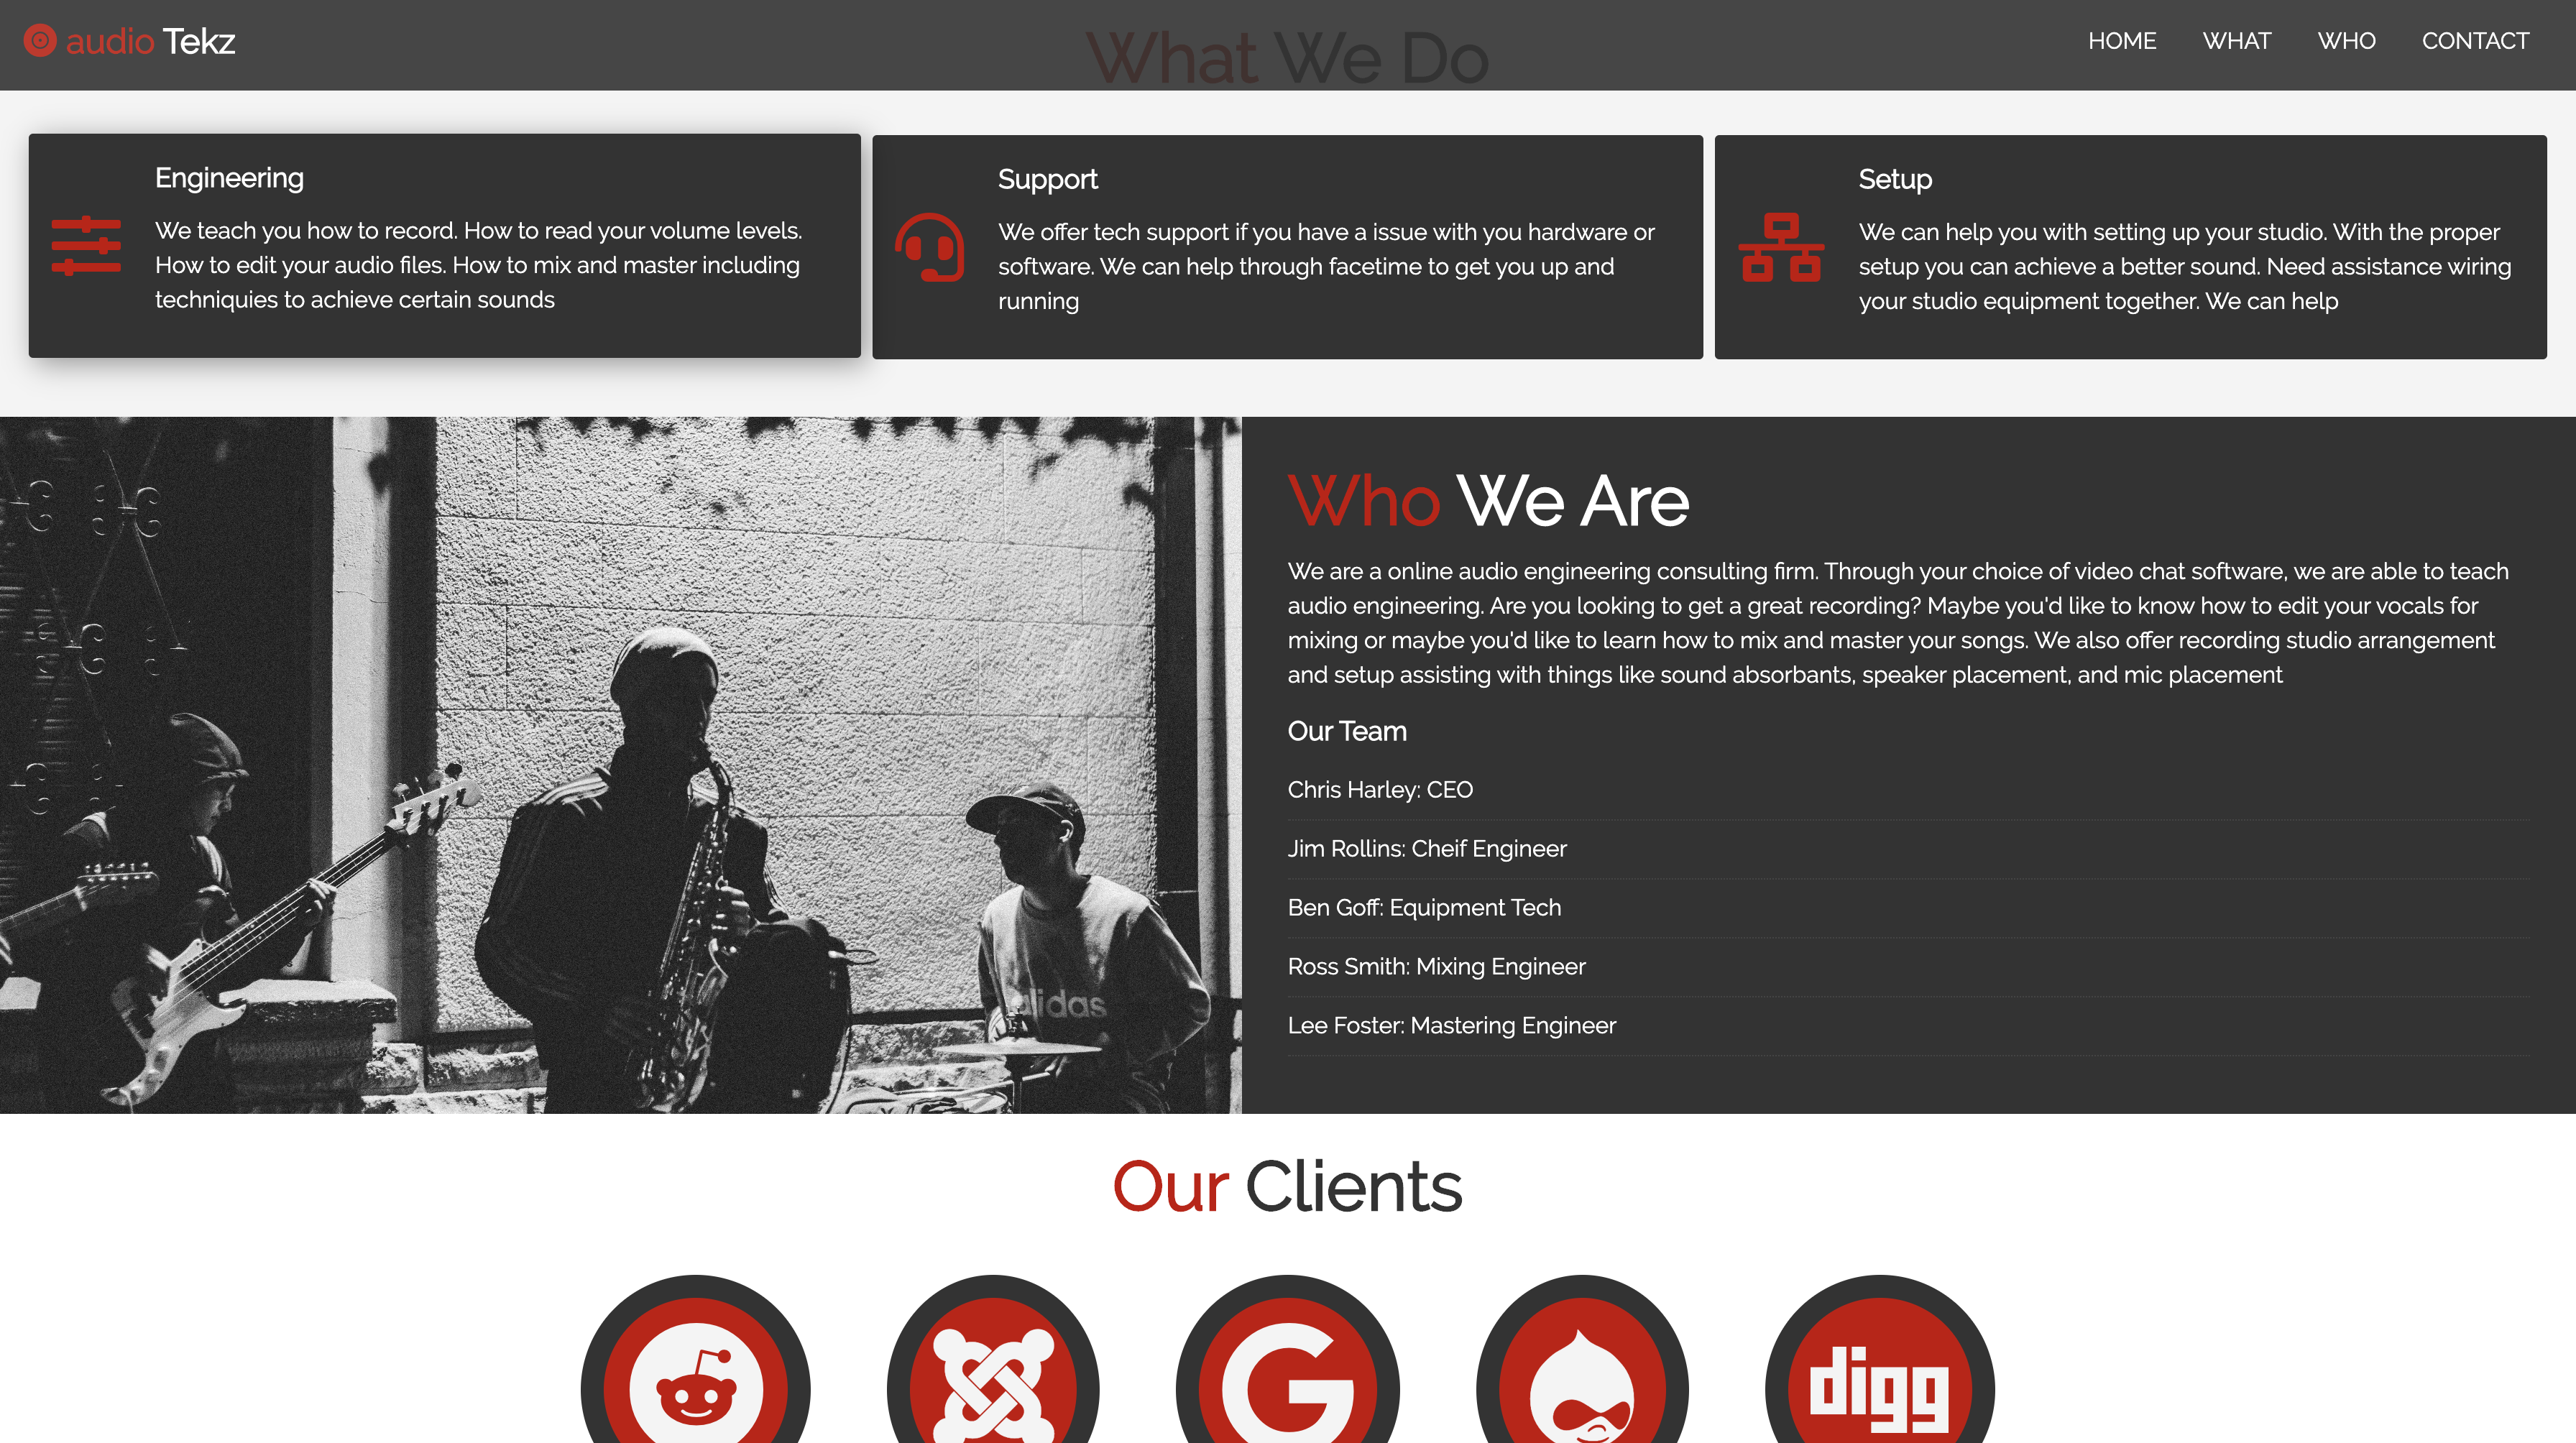 audio Tekz
What We Do
HOME WHAT WHO CONTACT
Engineering
We teach you how to record. How to read your volume levels.
How to edit your audio files. How to mix and master including
techniquies to achieve certain sounds
Support
We offer tech support if you have a issue with you hardware or
software. We can help through facetime to get you up and
running
Setup
We can help you with setting up your studio. With the proper
setup you can achieve a better sound. Need assistance wiring
your studio equipment together. We can help
adidas
Who We Are
We are a online audio engineering consulting firm. Through your choice of video chat software, we are able to teach
audio engineering. Are you looking to get a great recording? Maybe you'd like to know how to edit your vocals for
mixing or maybe you'd like to learn how to mix and master your songs. We also offer recording studio arrangement
and setup assisting with things like sound absorbants, speaker placement, and mic placement
Our Team
Chris Harley: CEO
Jim Rollins: Cheif Engineer
Ben Goff: Equipment Tech
Ross Smith: Mixing Engineer
Lee Foster: Mastering Engineer
Our Clients
G
digg